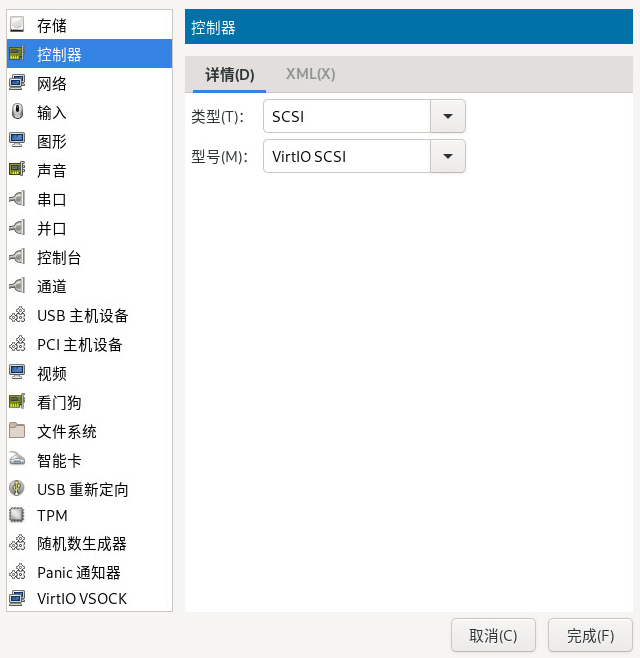 存储
控制器
网络
输入
图形
声音
串口
并口
控制台
通道
USB 主机设备
PCI 主机设备
视频
看门狗
文件系统
智能卡
USB 重新定向
TPM
随机数生成器
Panic 通知器
VirtIO VSOCK
控制器
详情(D) XML(X)
类型(T)： SCSI
型号(M)： VirtIO SCSI
取消(C) 完成(F)